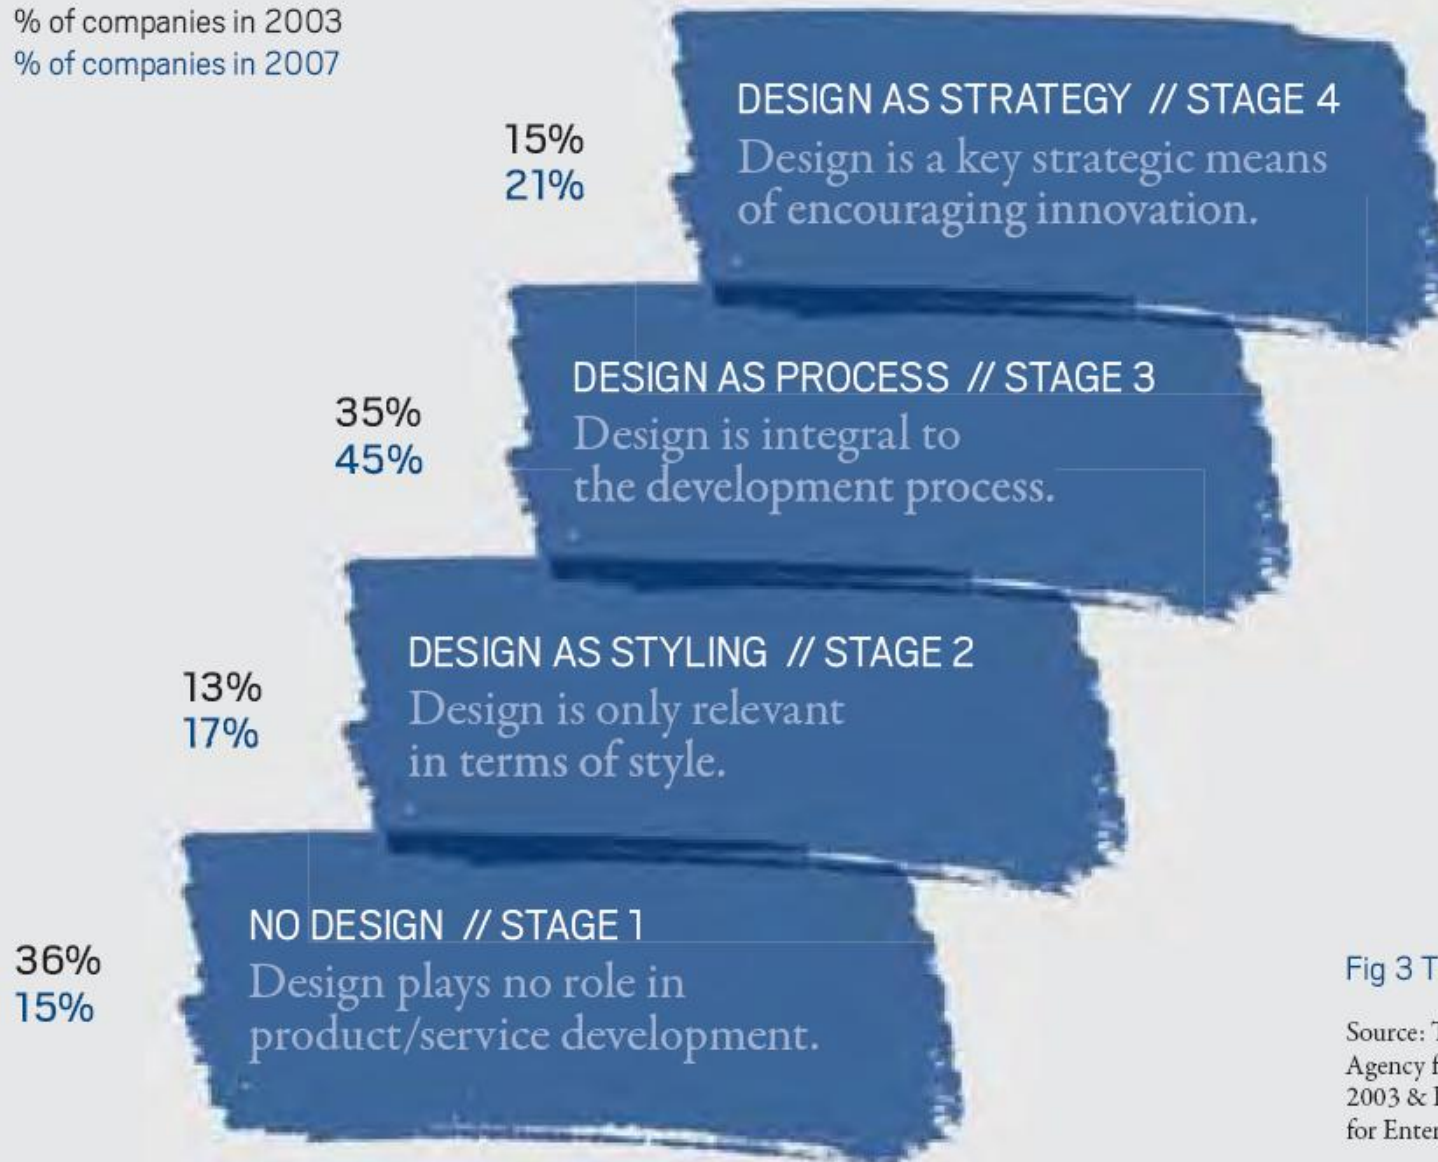 % of companies in 2003
% of companies in 2007
15%
21%
DESIGN AS STRATEGY // STAGE 4
Design is a key strategic means
of encouraging innovation.
35%
45%
DESIGN AS PROCESS // STAGE 3
Design is integral to
the development process.
13%
17%
DESIGN AS STYLING // STAGE 2
Design is only relevant
in terms of style.
36%
15%
NO DESIGN // STAGE 1
Design plays no role in
product/service development.
Fig 3 T
Source:
Agency
2003 &
for